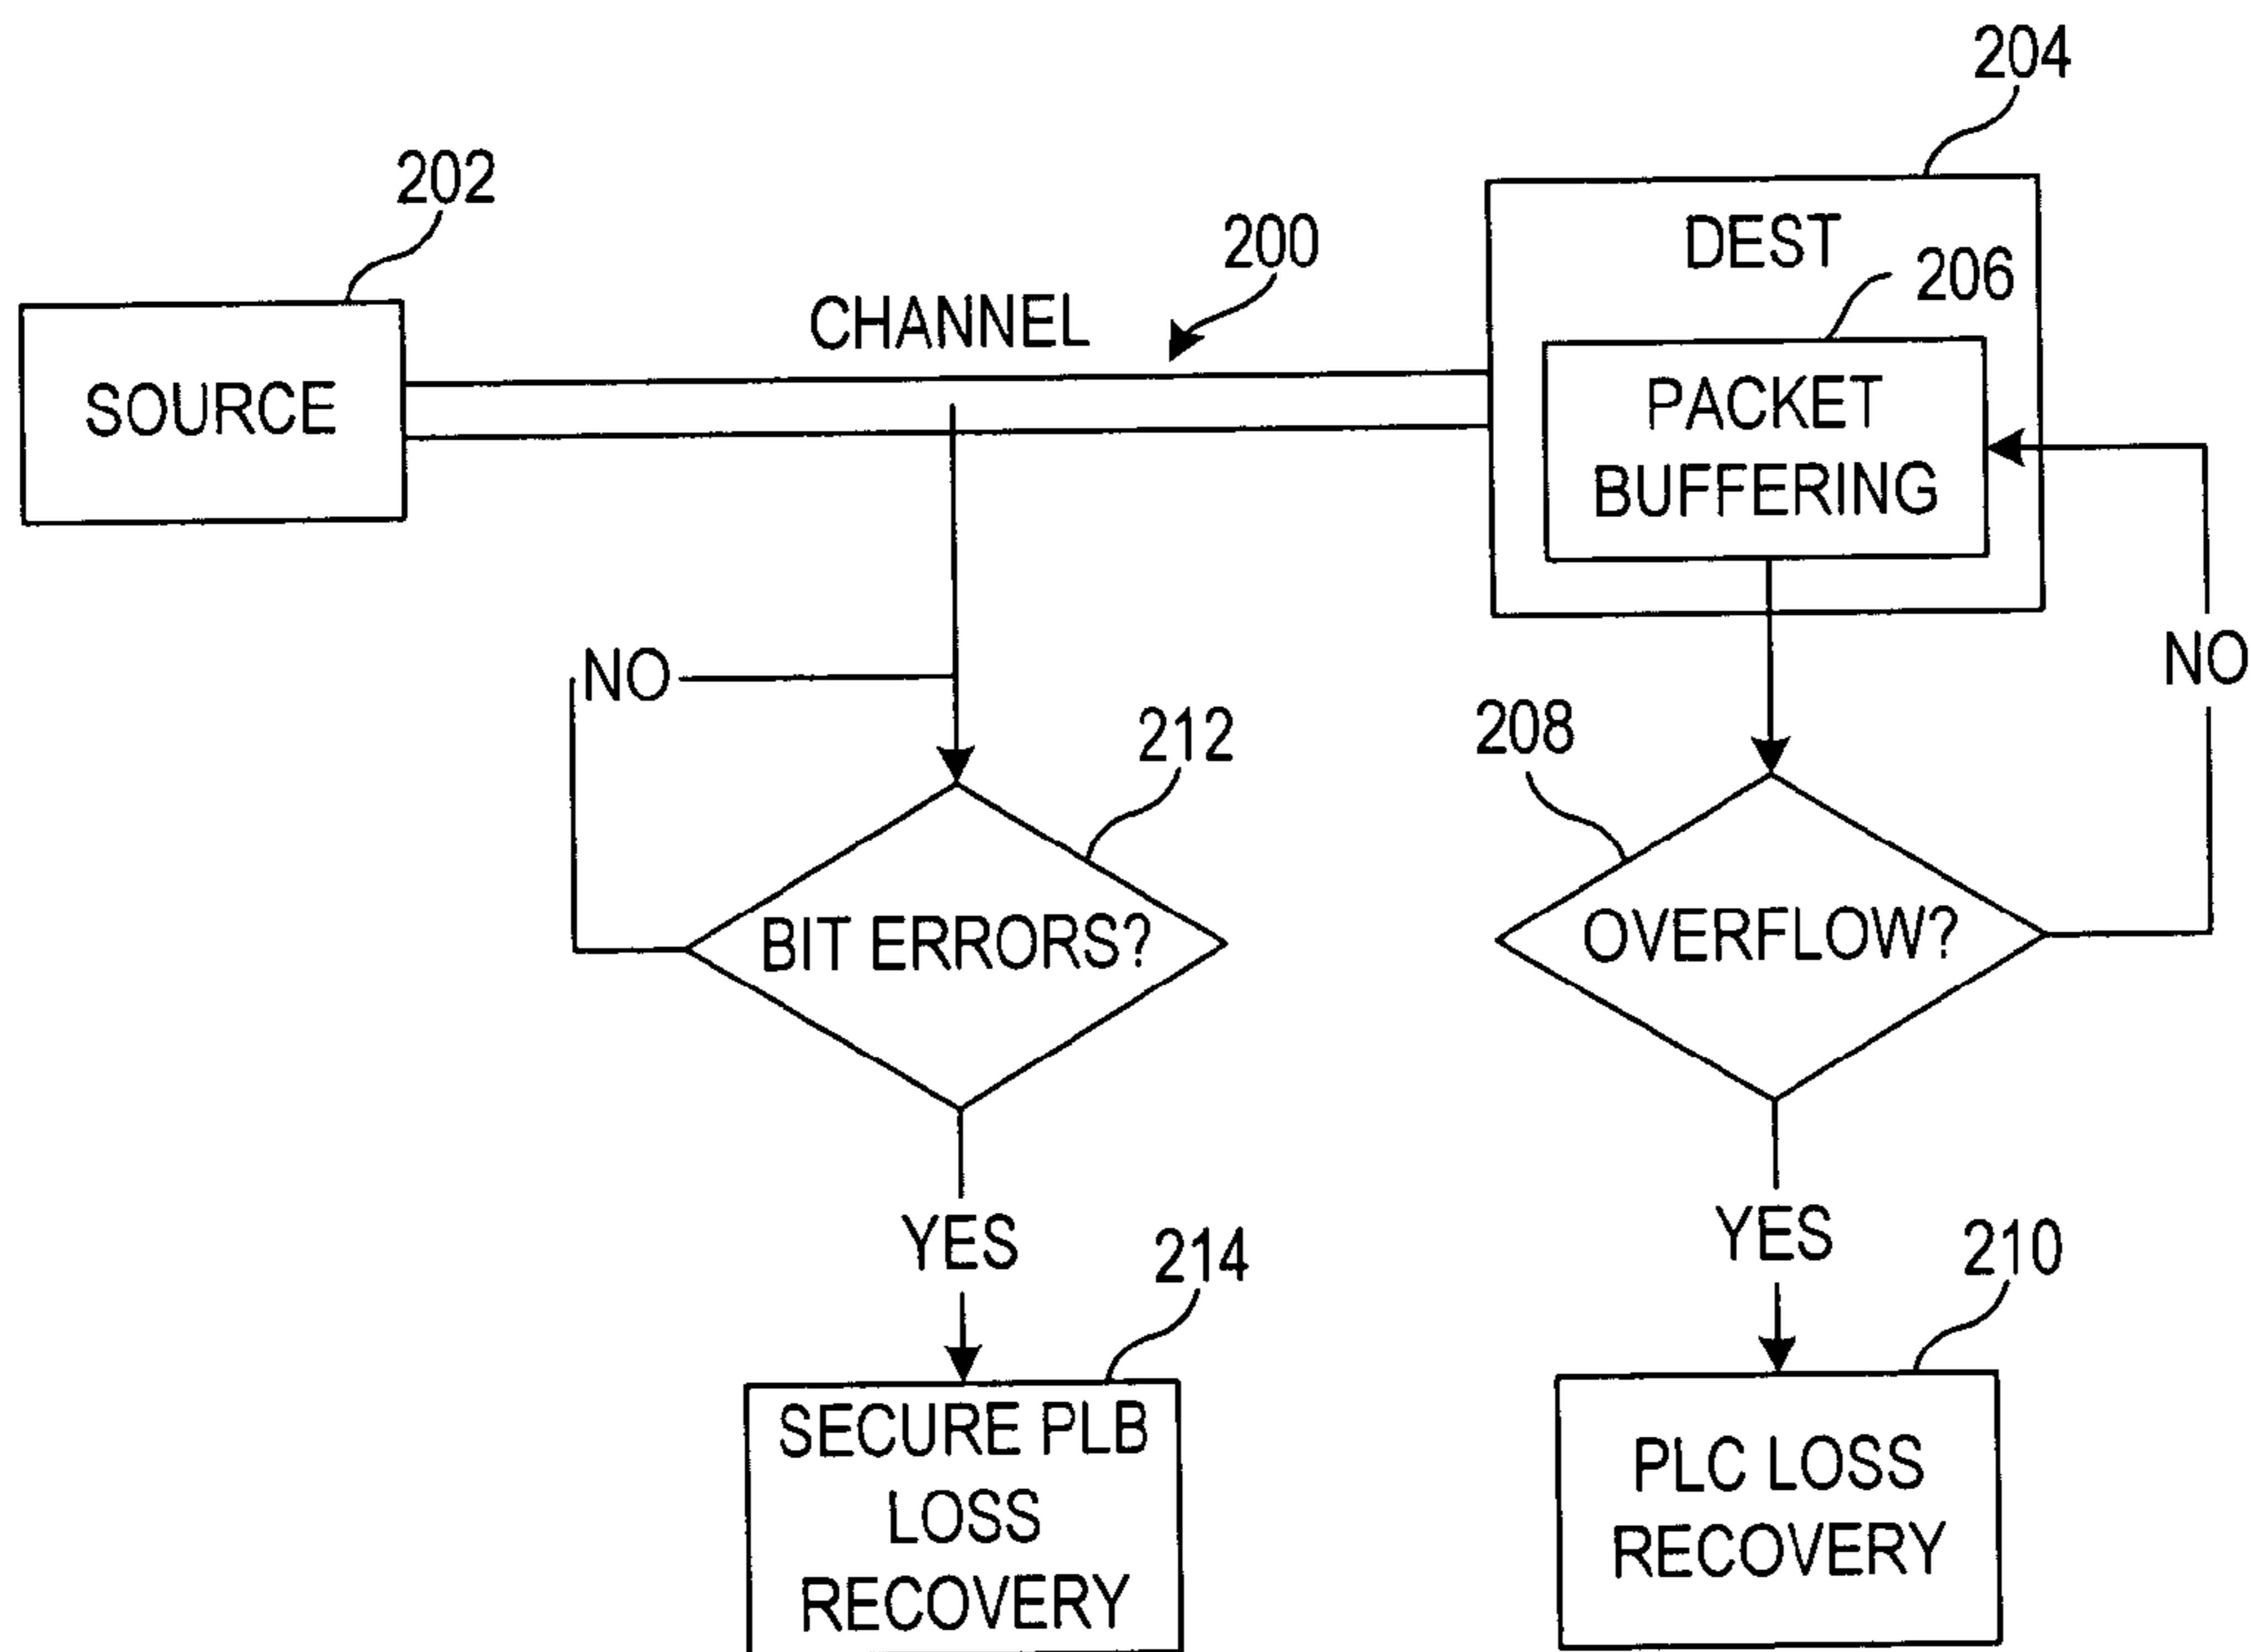 204
202
200
DEST
206
CHANNEL
SOURCE
PACKET
BUFFERING
NO
NO
212
208
BIT ERRORS?
OVERFLOW?
YES
YES
214
210
SECURE PLB
LOSS
RECOVERY
PLC LOSS
RECOVERY